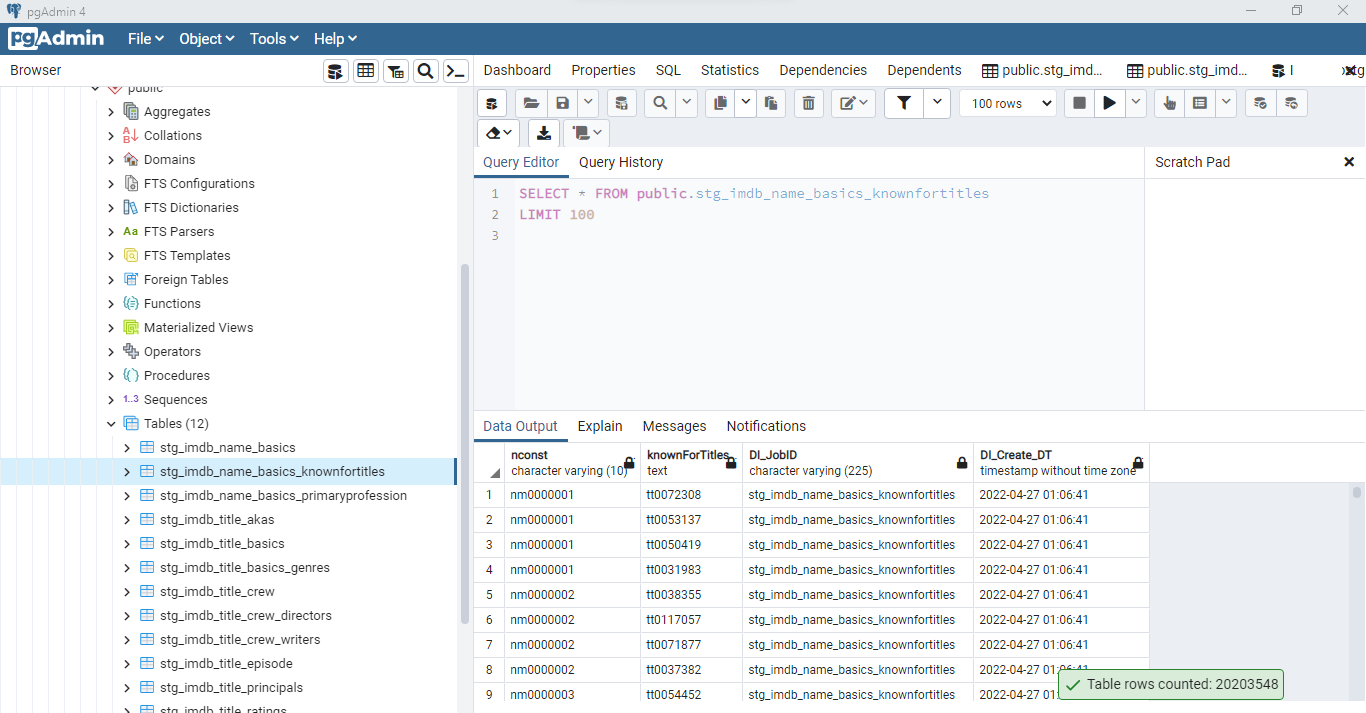 pgAdmin 4
pgAdmin File Object Tools Help
Browser
public
Aggregates
Collations
Domains
FTS Configurations
FTS Dictionaries
Aa FTS Parsers
FTS Templates
Foreign Tables
Functions
Materialized Views
Operators
Procedures
1..3 Sequences
Tables (12)
stg_imdb_name_basics
stg_imdb_name_basics_knownfortitles
stg_imdb_name_basics_primaryprofession
stg_imdb_title_akas
stg_imdb_title_basics
stg_imdb_title_basics_genres
stg_imdb_title_crew
stg_imdb_title_crew_directors
stg_imdb_title_crew_writers
stg_imdb_title_episode
stg_imdb_title_principals
stg_imdb_title_ratings
Dashboard Properties SQL Statistics Dependencies Dependents public.stg_imd... public.stg_imd...
100 rows
Query Editor Query History
Scratch Pad
1 SELECT * FROM public.stg_imdb_name_basics_knownfortitles
2 LIMIT 100
3
Data Output Explain Messages Notifications
nconst knownForTitles DI_JobID DI_Create_DT
character varying (10) text character varying (225) timestamp without time zone
1 nm0000001 tt0072308 stg_imdb_name_basics_knownfortitles 2022-04-27 01:06:41
2 nm0000001 tt0053137 stg_imdb_name_basics_knownfortitles 2022-04-27 01:06:41
3 nm0000001 tt0050419 stg_imdb_name_basics_knownfortitles 2022-04-27 01:06:41
4 nm0000001 tt0031983 stg_imdb_name_basics_knownfortitles 2022-04-27 01:06:41
5 nm0000002 tt0038355 stg_imdb_name_basics_knownfortitles 2022-04-27 01:06:41
6 nm0000002 tt0117057 stg_imdb_name_basics_knownfortitles 2022-04-27 01:06:41
7 nm0000002 tt0071877 stg_imdb_name_basics_knownfortitles 2022-04-27 01:06:41
8 nm0000002 tt0037382 stg_imdb_name_basics_knownfortitles 2022-04-27 01:06:41
9 nm0000003 tt0054452 stg_imdb_name_basics_knownfortitles 2022-04-27
Table rows counted: 20203548